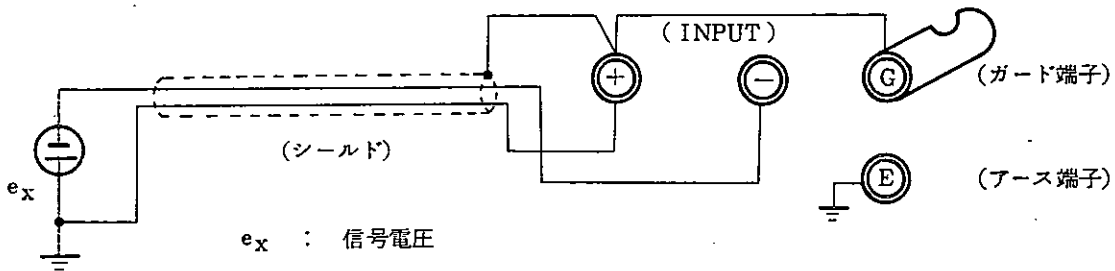 (INPUT)
+
−
G
(ガード端子)
(シールド)
eX
E
(アース端子)
eX : 信号電圧